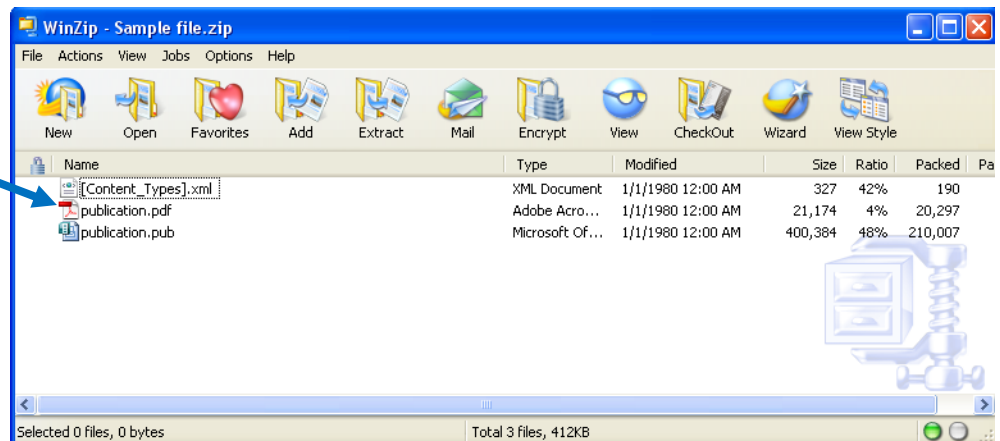 WinZip - Sample file.zip
File Actions View Jobs Options Help
New Open Favorites Add Extract Mail Encrypt View CheckOut Wizard View Style
Name Type Modified Size Ratio Packed Pa
[Content_Types].xml XML Document 1/1/1980 12:00 AM 327 42% 190
publication.pdf Adobe Acro... 1/1/1980 12:00 AM 21,174 4% 20,297
publication.pub Microsoft Of... 1/1/1980 12:00 AM 400,384 48% 210,007
Selected 0 files, 0 bytes Total 3 files, 412KB